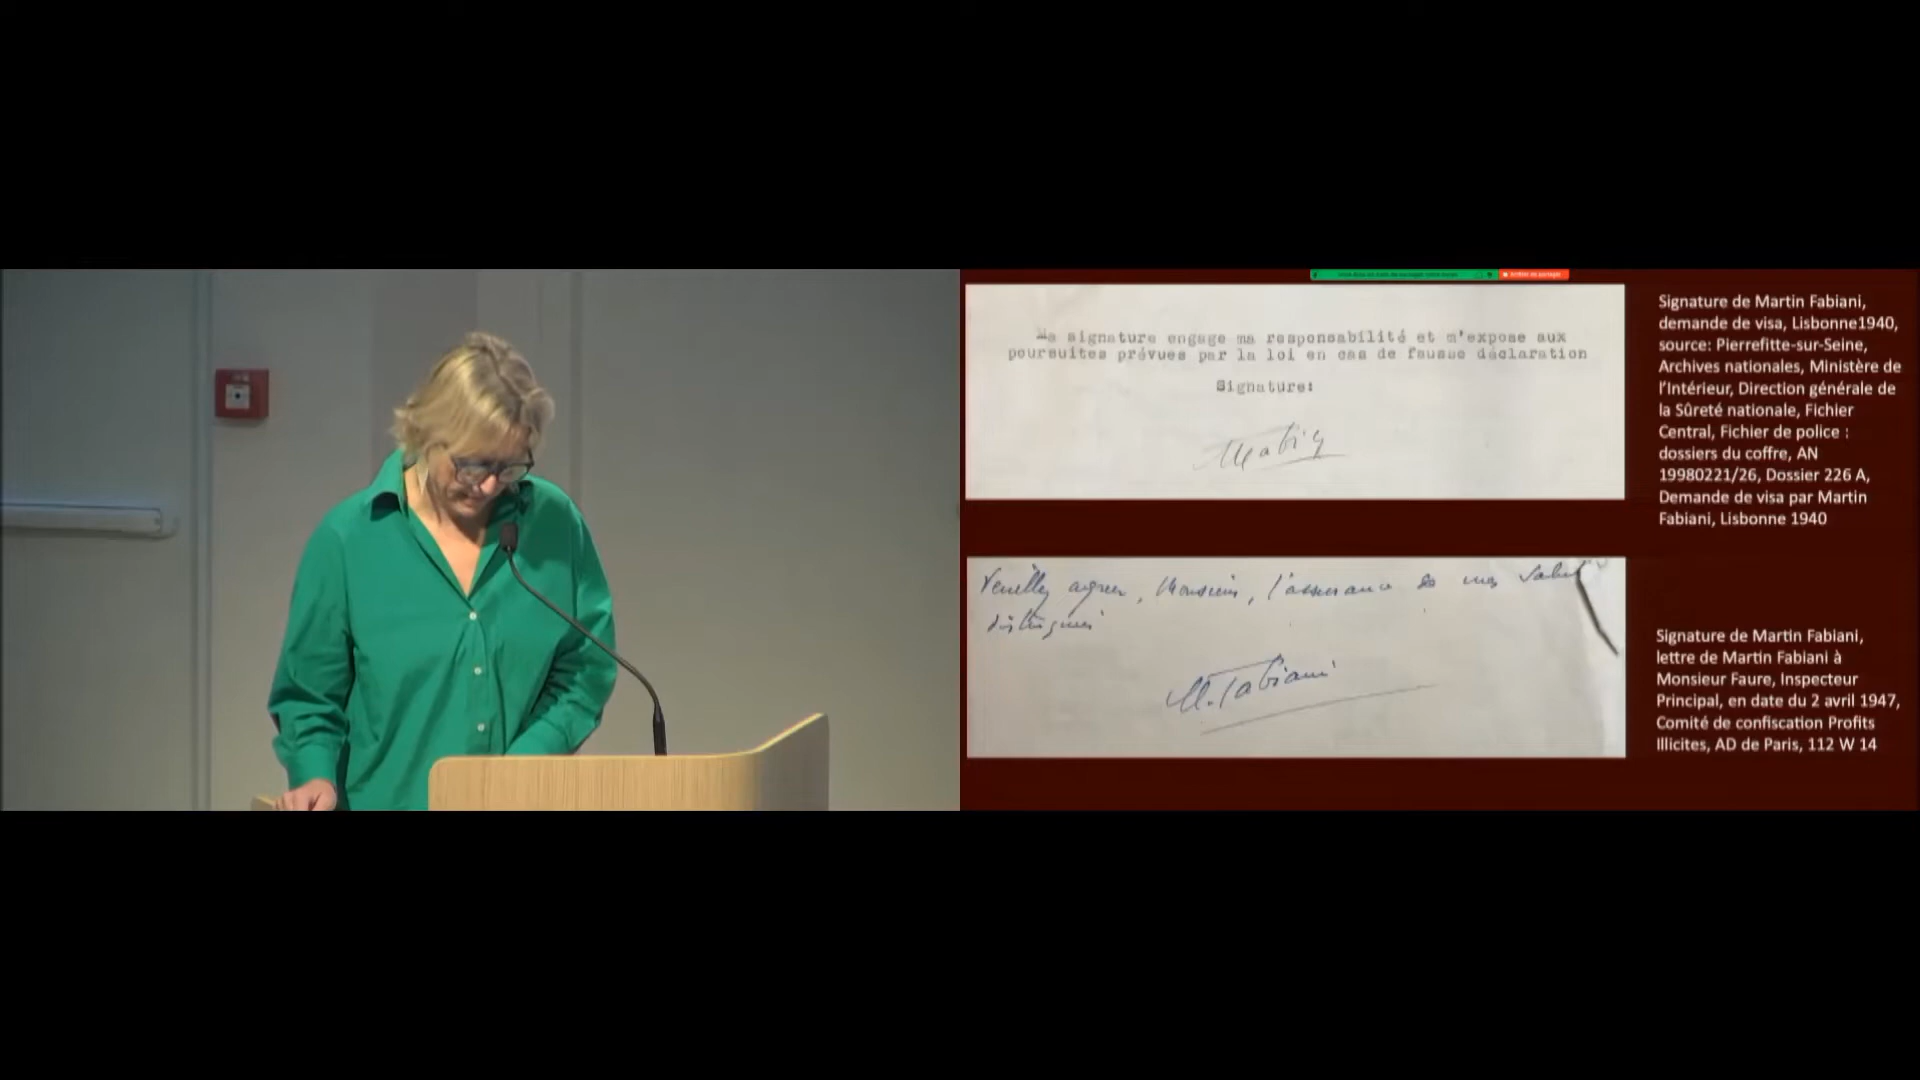 Ma signature engage ma responsabilité et m'expose aux
poursuites prévues par la loi en cas de fausse déclaration
Signature:
Signature de Martin Fabiani,
demande de visa, Lisbonne1940,
source: Pierrefitte-sur-Seine,
Archives nationales, Ministère de
l'Intérieur, Direction générale de
la Sûreté nationale, Fichier
Central, Fichier de police :
dossiers du coffre, AN
19980221/26, Dossier 226 A,
Demande de visa par Martin
Fabiani, Lisbonne 1940
Veuillez agréer, Monsieur, l'assurance de mes
distingués
M. Fabiani
Signature de Martin Fabiani,
lettre de Martin Fabiani à
Monsieur Faure, Inspecteur
Principal, en date du 2 avril 1947,
Comité de confiscation Profits
Illicites, AD de Paris, 112 W 14